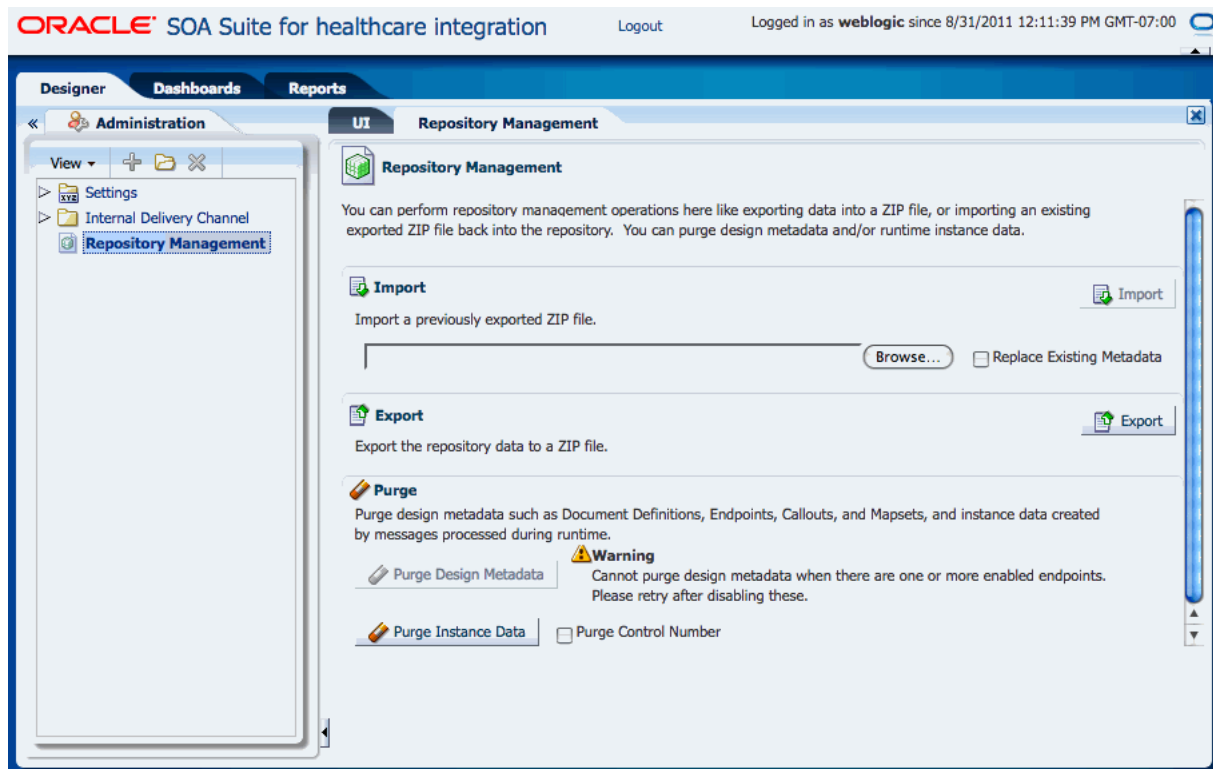 ORACLE SOA Suite for healthcare integration
Logout
Logged in as weblogic since 8/31/2011 12:11:39 PM GMT-07:00
Designer
Dashboards
Reports
«
Administration
UI
Repository Management
View
XYZ
Settings
Internal Delivery Channel
Repository Management
Repository Management
You can perform repository management operations here like exporting data into a ZIP file, or importing an existing
exported ZIP file back into the repository. You can purge design metadata and/or runtime instance data.
Import
Import
Import a previously exported ZIP file.
Browse...
Replace Existing Metadata
Export
Export
Export the repository data to a ZIP file.
Purge
Purge design metadata such as Document Definitions, Endpoints, Callouts, and Mapsets, and instance data created
by messages processed during runtime.
Purge Design Metadata
Warning
Cannot purge design metadata when there are one or more enabled endpoints.
Please retry after disabling these.
Purge Instance Data
Purge Control Number